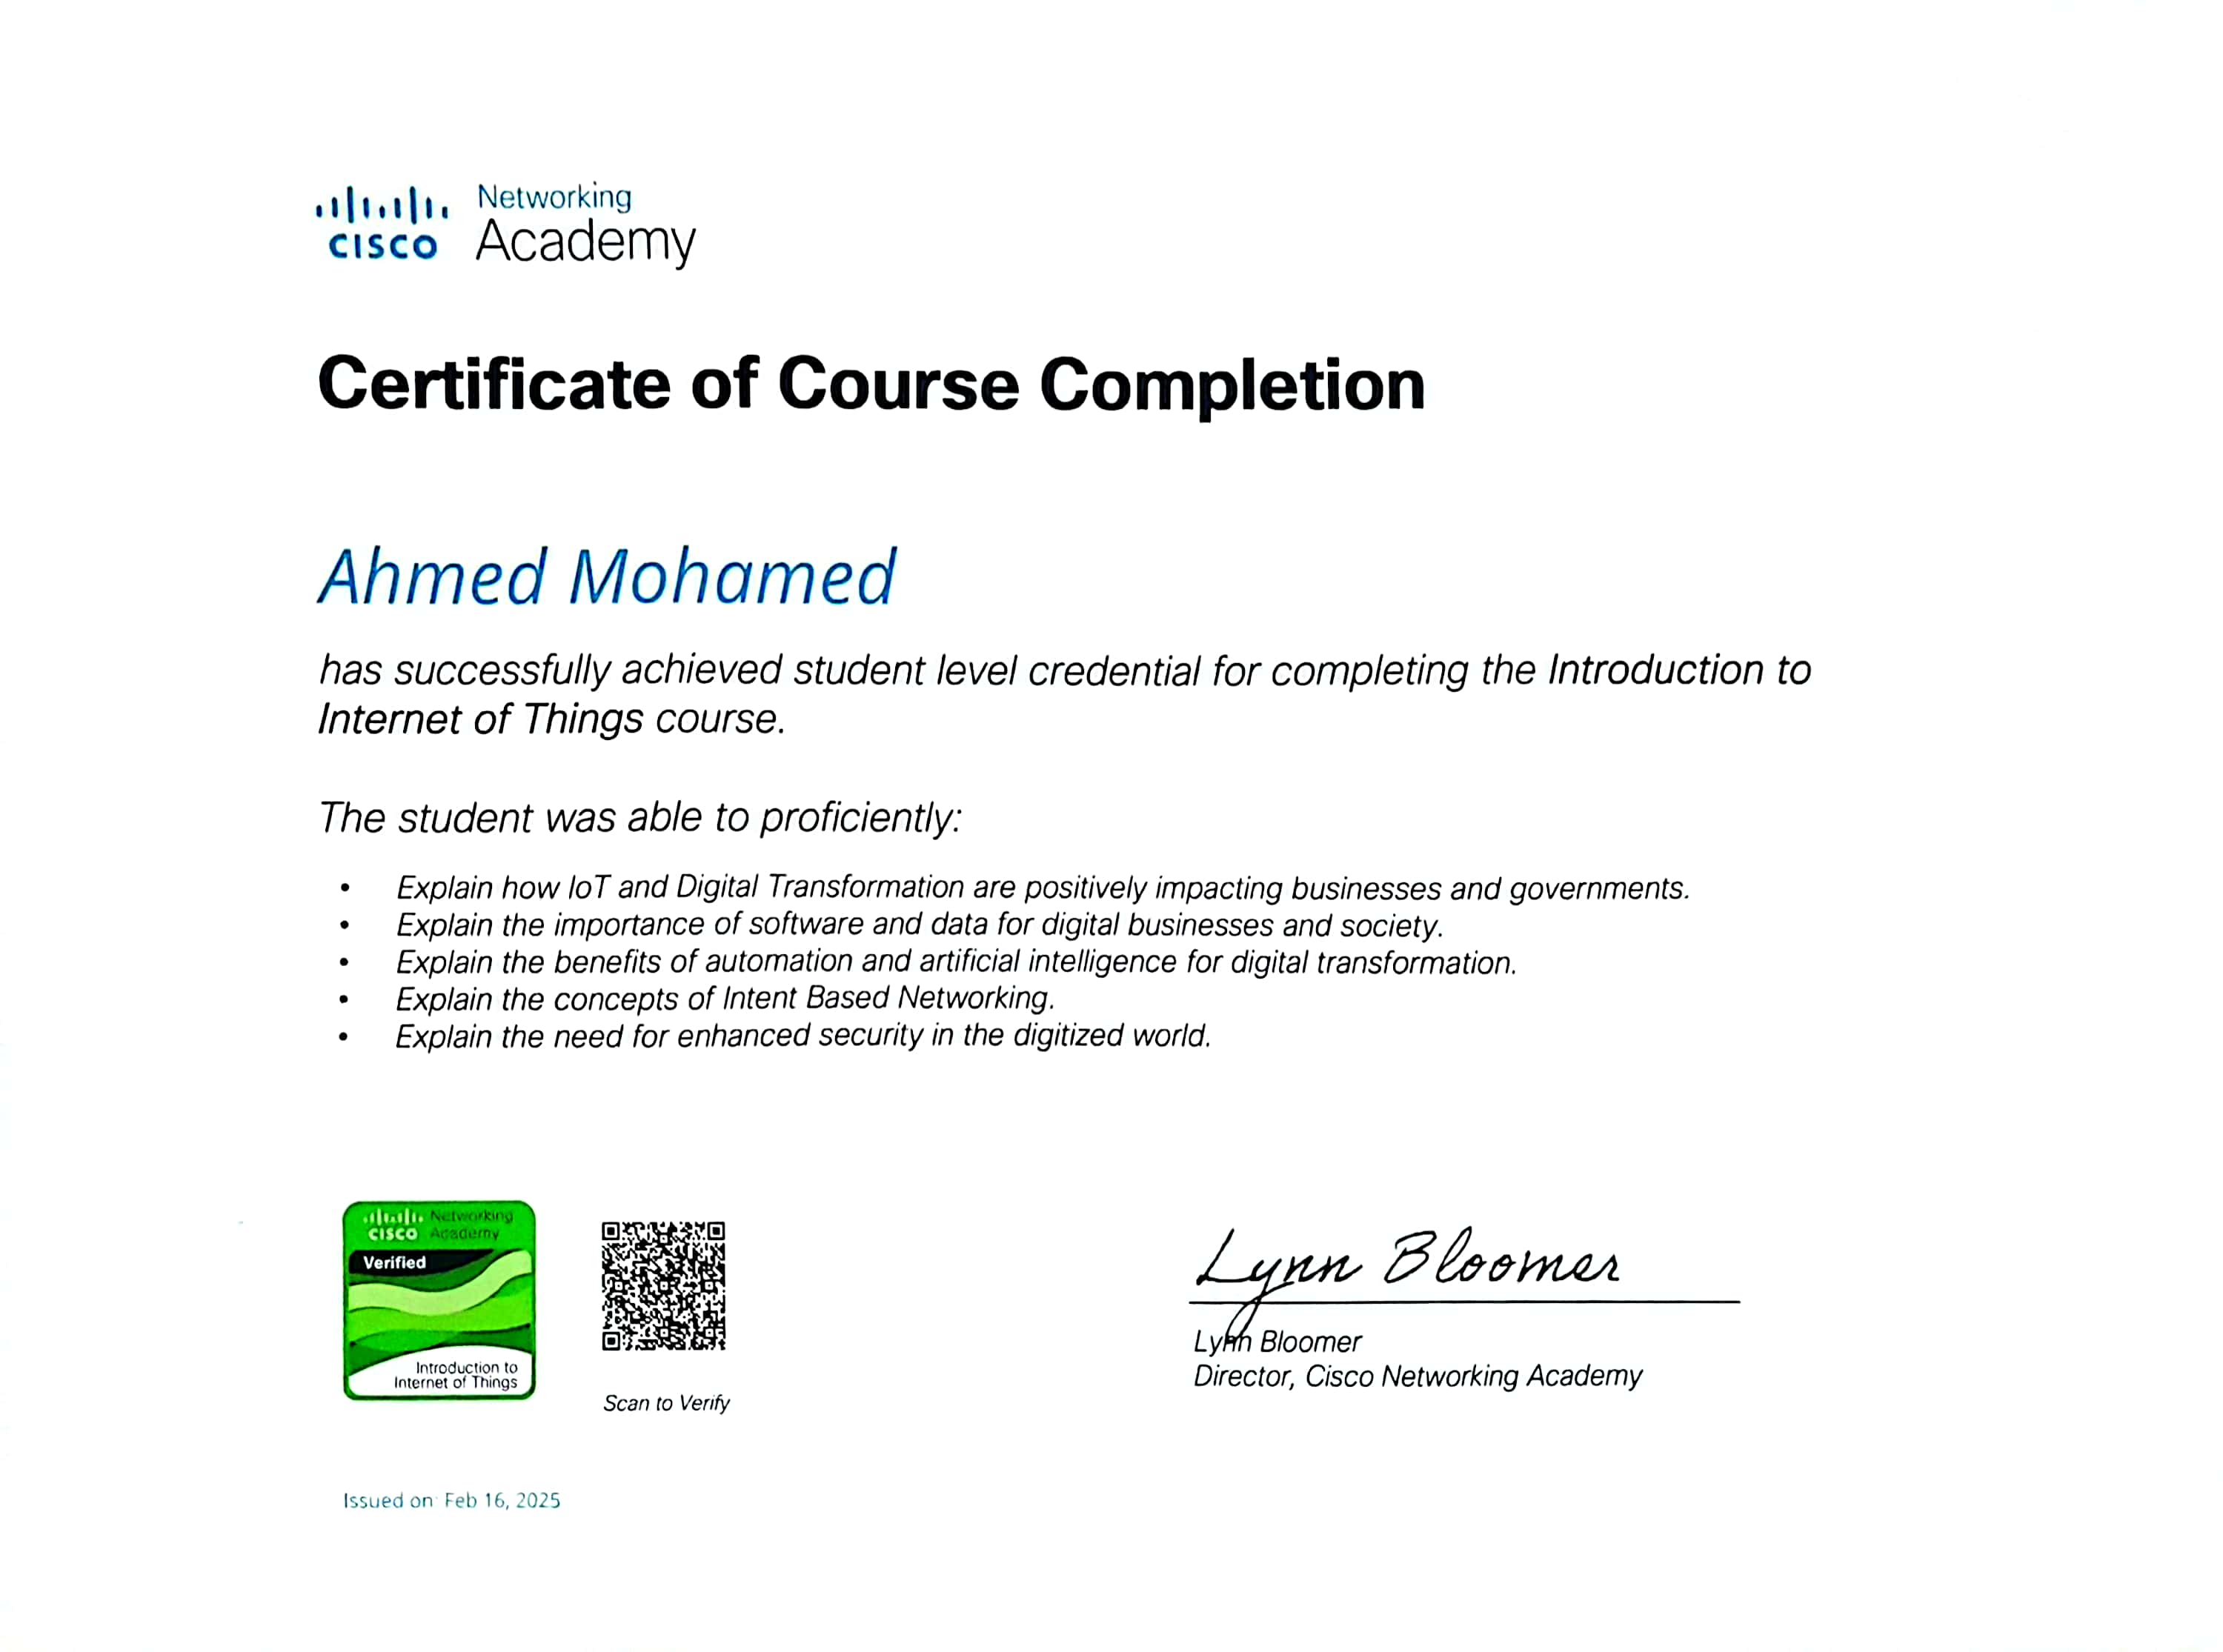 CISCO Networking
Academy
Certificate of Course Completion
Ahmed Mohamed
has successfully achieved student level credential for completing the Introduction to
Internet of Things course.
The student was able to proficiently:
• Explain how IoT and Digital Transformation are positively impacting businesses and governments.
• Explain the importance of software and data for digital businesses and society.
• Explain the benefits of automation and artificial intelligence for digital transformation.
• Explain the concepts of Intent Based Networking.
• Explain the need for enhanced security in the digitized world.
CISCO Networking
Academy
Verified
Introduction to
Internet of Things
Scan to Verify
Lynn Bloomer
Lynn Bloomer
Director, Cisco Networking Academy
Issued on: Feb 16, 2025